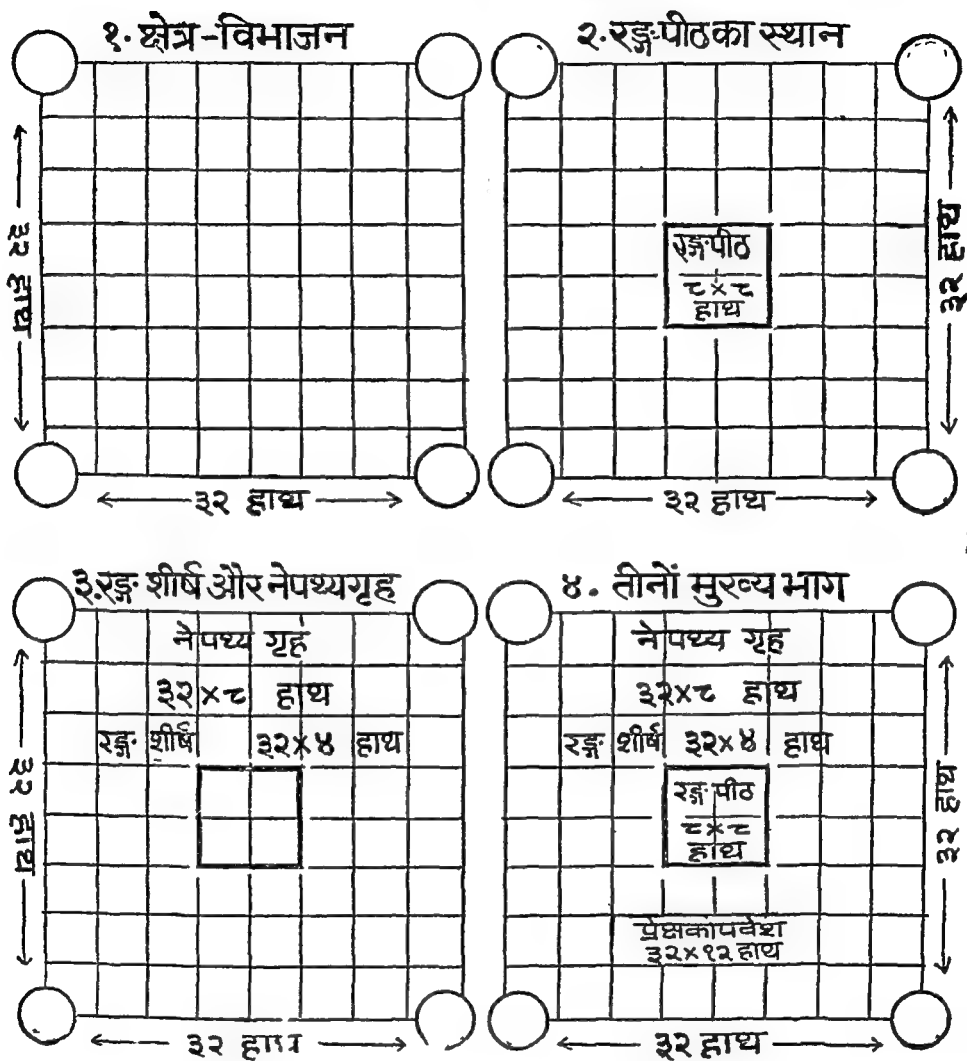 १. क्षेत्र-विभाजन
३२ हाथ
३२ हाथ
२. रङ्गपीठ का स्थान
रङ्गपीठ
८ × ८
हाथ
३२ हाथ
३२ हाथ
३. रङ्ग शीर्ष और नेपथ्यगृह
नेपथ्य गृह
३२ × ८ हाथ
रङ्ग शीर्ष ३२ × ४ हाथ
३२ हाथ
३२ हाथ
४. तीनों मुख्य भाग
नेपथ्य गृह
३२ × ८ हाथ
रङ्ग शीर्ष ३२ × ४ हाथ
रङ्ग पीठ
८ × ८
हाथ
प्रेक्षकोपवेश
३२ × १२ हाथ
३२ हाथ
३२ हाथ